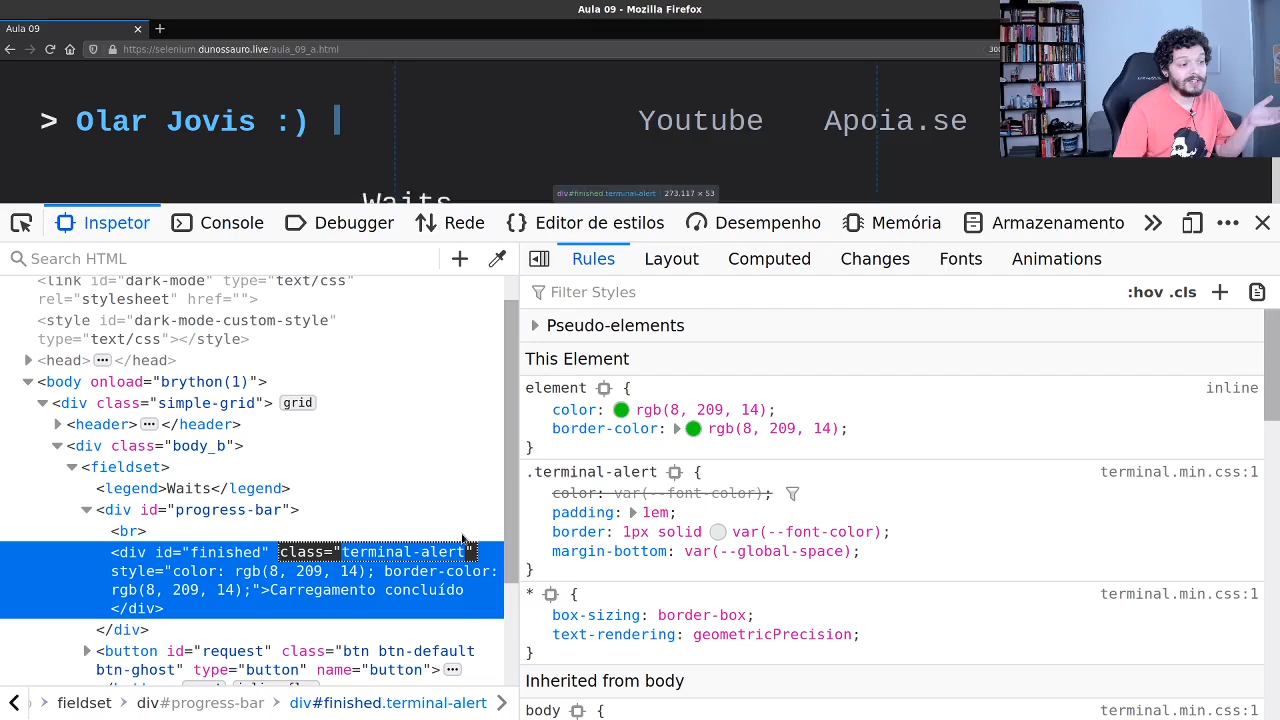 Aula 09 - Mozilla Firefox
Aula 09
https://selenium.dunossauro.live/aula_09_a.html
> Olar Jovis :)
Youtube
Apoia.se
Waits
div#finished.terminal-alert | 273.117 × 53
Inspetor
Console
Debugger
Rede
Editor de estilos
Desempenho
Memória
Armazenamento
Search HTML
<link id="dark-mode" type="text/css"
rel="stylesheet" href="">
<style id="dark-mode-custom-style"
type="text/css"></style>
<head></head>
<body onload="brython(1)">
<div class="simple-grid"> grid
<header></header>
<div class="body_b">
<fieldset>
<legend>Waits</legend>
<div id="progress-bar">
<br>
<div id="finished" class="terminal-alert"
style="color: rgb(8, 209, 14); border-color:
rgb(8, 209, 14);">Carregamento concluído
</div>
</div>
<button id="request" class="btn btn-default
btn-ghost" type="button" name="button">
fieldset
div#progress-bar
div#finished.terminal-alert
Rules
Layout
Computed
Changes
Fonts
Animations
Filter Styles
:hov .cls
Pseudo-elements
This Element
element { inline
color: rgb(8, 209, 14);
border-color: rgb(8, 209, 14);
}
.terminal-alert { terminal.min.css:1
color: var(--font-color);
padding: 1em;
border: 1px solid var(--font-color);
margin-bottom: var(--global-space);
}
* { terminal.min.css:1
box-sizing: border-box;
text-rendering: geometricPrecision;
}
Inherited from body
body { terminal.min.css:1